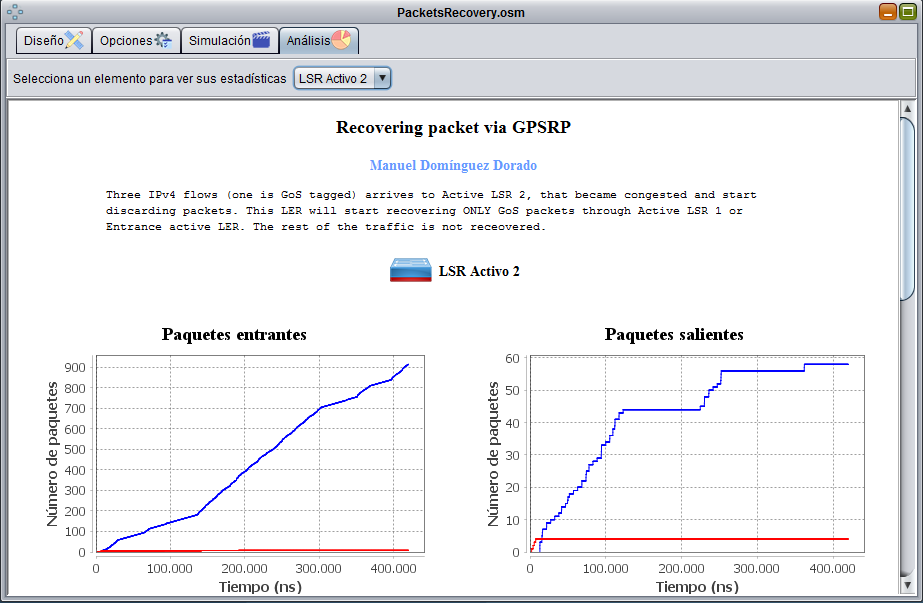 PacketsRecovery.osm
Diseño Opciones Simulación Análisis
Selecciona un elemento para ver sus estadísticas LSR Activo 2
Recovering packet via GPSRP
Manuel Domínguez Dorado
Three IPv4 flows (one is GoS tagged) arrives to Active LSR 2, that became congested and start
discarding packets. This LER will start recovering ONLY GoS packets through Active LSR 1 or
Entrance active LER. The rest of the traffic is not receovered.
LSR Activo 2
Paquetes entrantes
Número de paquetes
900
800
700
600
500
400
300
200
100
0
0 100.000 200.000 300.000 400.000
Tiempo (ns)
Paquetes salientes
Número de paquetes
60
50
40
30
20
10
0
0 100.000 200.000 300.000 400.000
Tiempo (ns)